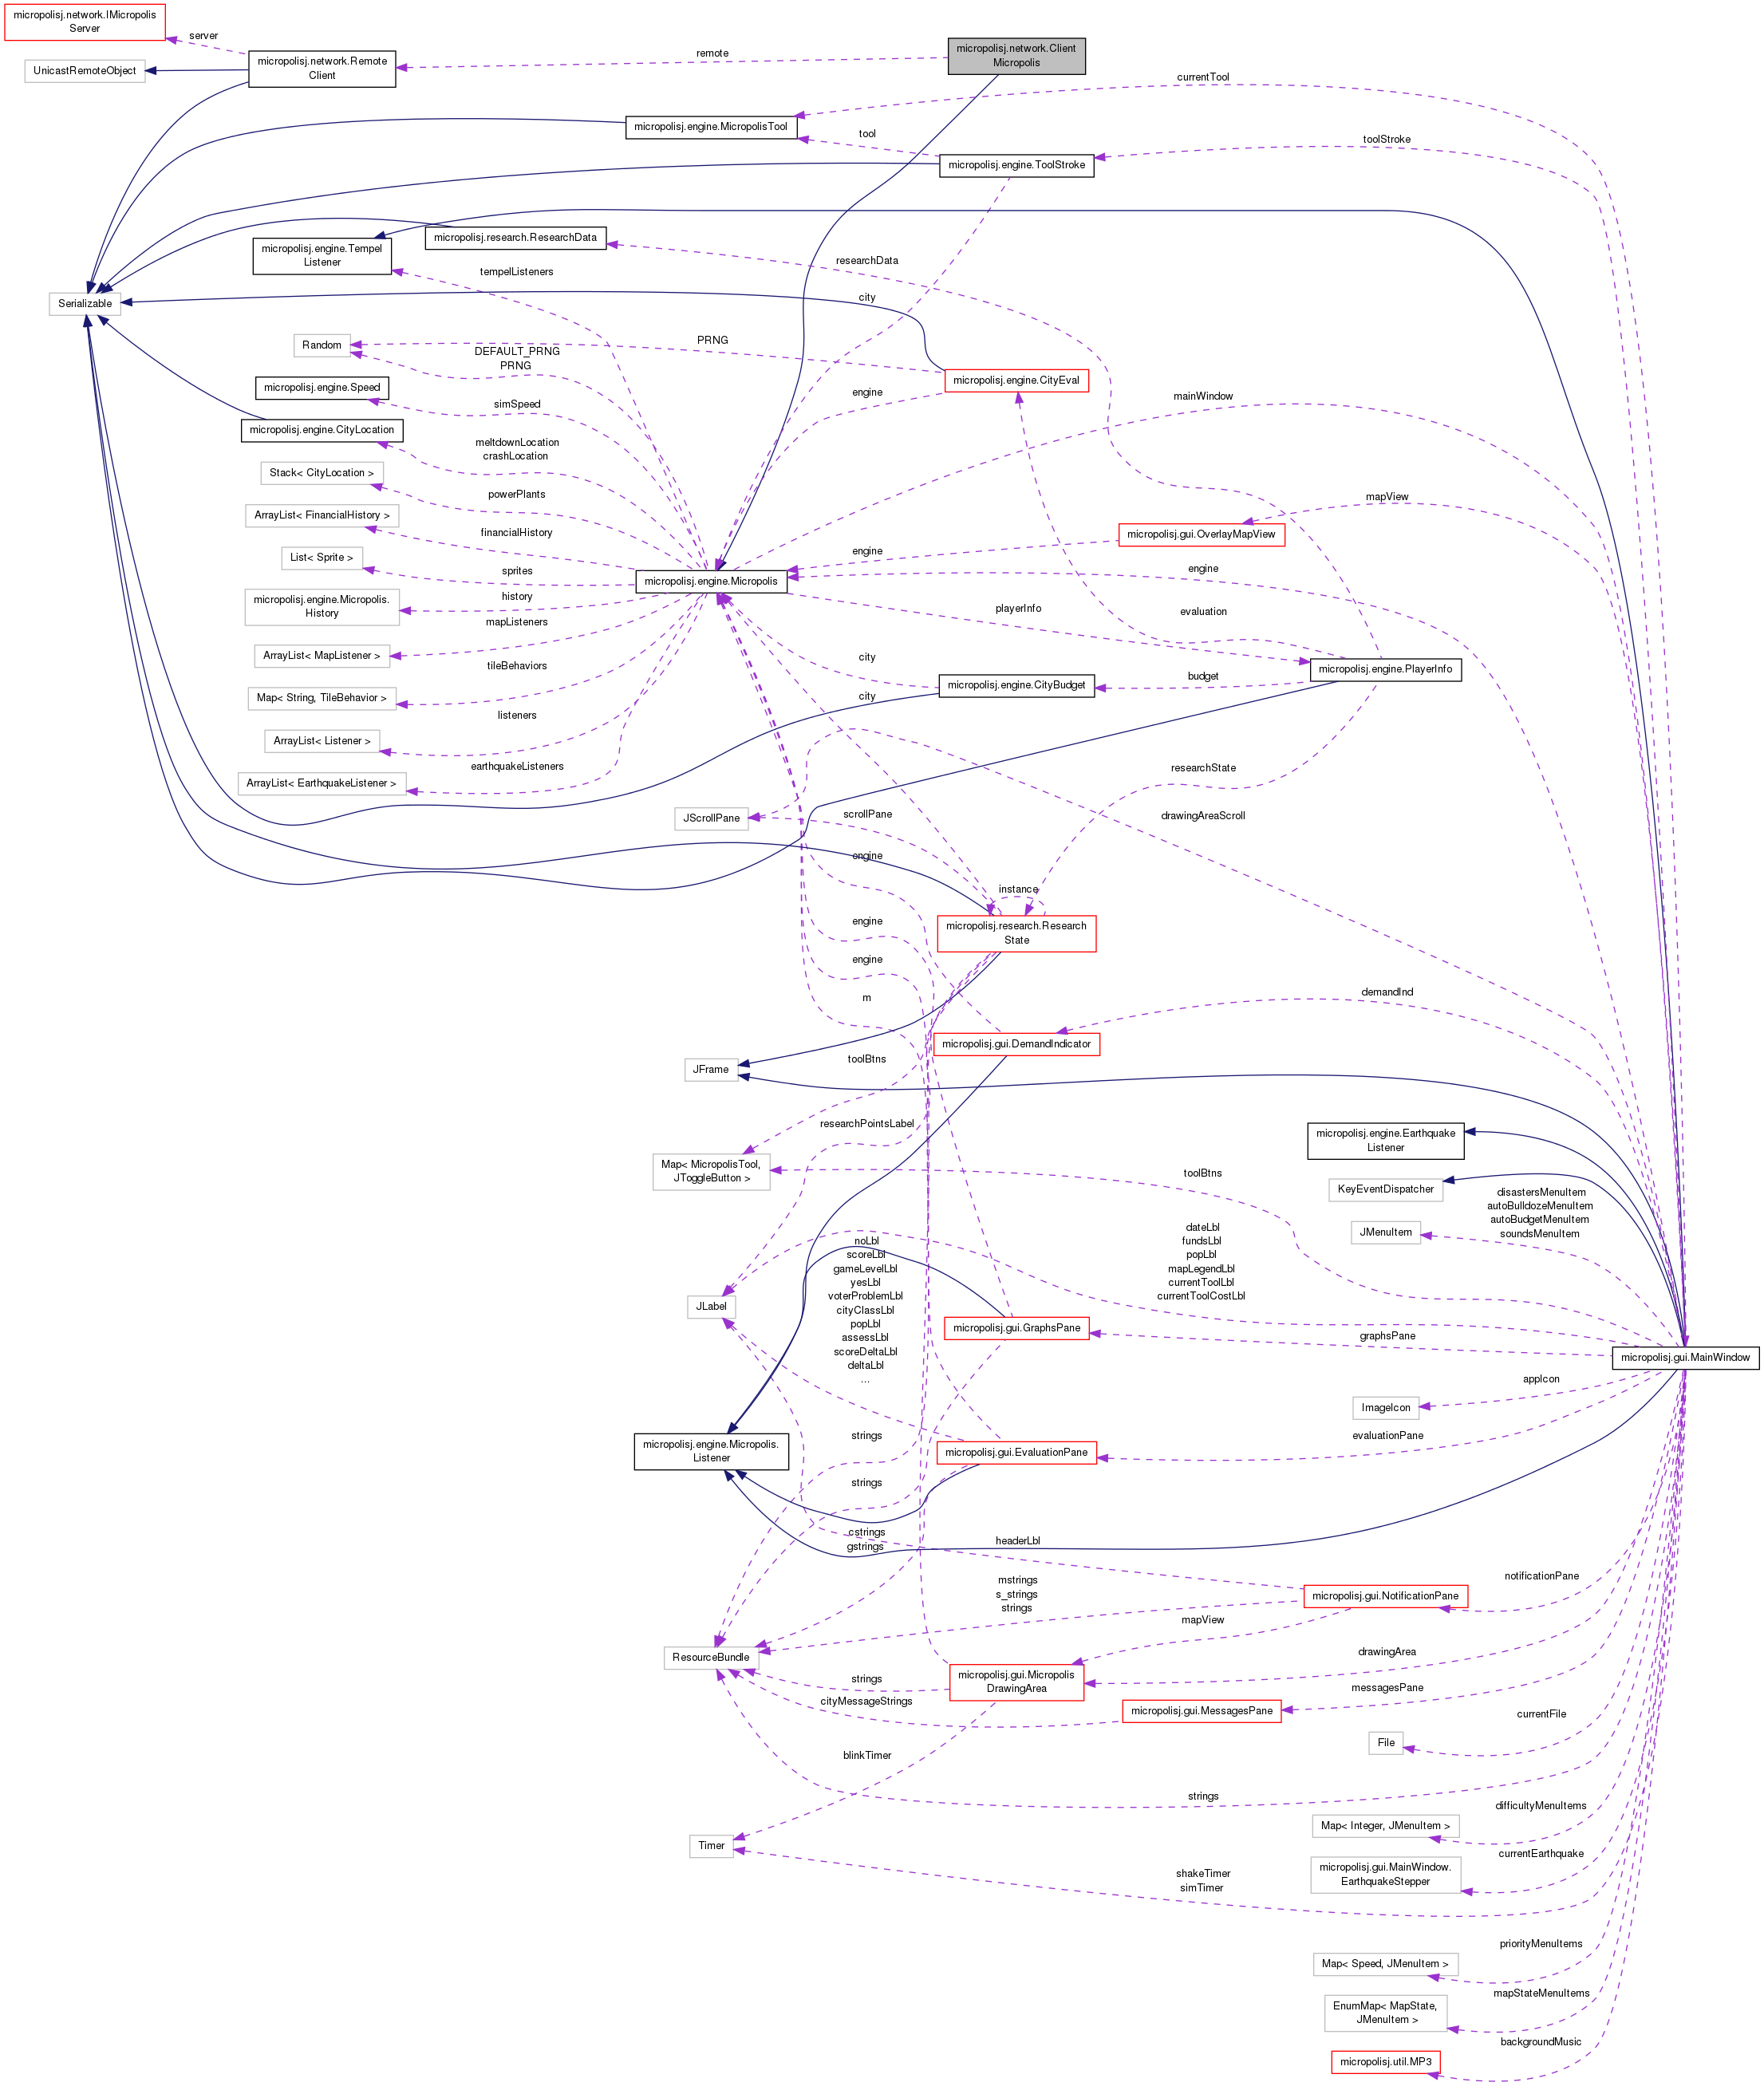 micropolisj.network.IMicropolis
Server
server
micropolisj.network.Client
Micropolis
remote
micropolisj.network.Remote
Client
UnicastRemoteObject
currentTool
micropolisj.engine.MicropolisTool
tool
toolStroke
micropolisj.engine.ToolStroke
micropolisj.research.ResearchData
micropolisj.engine.Tempel
Listener
researchData
tempelListeners
city
Serializable
Random
PRNG
DEFAULT_PRNG
PRNG
micropolisj.engine.Speed
micropolisj.engine.CityEval
engine
mainWindow
simSpeed
micropolisj.engine.CityLocation
meltdownLocation
crashLocation
Stack< CityLocation >
powerPlants
mapView
ArrayList< FinancialHistory >
financialHistory
micropolisj.gui.OverlayMapView
engine
List< Sprite >
sprites
engine
micropolisj.engine.Micropolis
micropolisj.engine.Micropolis.
History
history
playerInfo
evaluation
mapListeners
ArrayList< MapListener >
city
tileBehaviors
micropolisj.engine.PlayerInfo
budget
micropolisj.engine.CityBudget
Map< String, TileBehavior >
city
listeners
ArrayList< Listener >
earthquakeListeners
researchState
ArrayList< EarthquakeListener >
JScrollPane
scrollPane
drawingAreaScroll
engine
instance
micropolisj.research.Research
State
engine
engine
m
demandInd
micropolisj.gui.DemandIndicator
toolBtns
JFrame
researchPointsLabel
micropolisj.engine.Earthquake
Listener
Map< MicropolisTool,
JToggleButton >
toolBtns
KeyEventDispatcher
disastersMenuItem
autoBulldozeMenuItem
autoBudgetMenuItem
soundsMenuItem
JMenuItem
dateLbl
fundsLbl
popLbl
mapLegendLbl
currentToolLbl
currentToolCostLbl
noLbl
scoreLbl
gameLevelLbl
yesLbl
voterProblemLbl
cityClassLbl
popLbl
assessLbl
scoreDeltaLbl
deltaLbl
...
JLabel
micropolisj.gui.GraphsPane
graphsPane
micropolisj.gui.MainWindow
appIcon
ImageIcon
evaluationPane
micropolisj.engine.Micropolis.
Listener
strings
micropolisj.gui.EvaluationPane
strings
cstrings
gstrings
headerLbl
notificationPane
mstrings
s_strings
strings
micropolisj.gui.NotificationPane
mapView
ResourceBundle
drawingArea
strings
micropolisj.gui.Micropolis
DrawingArea
messagesPane
cityMessageStrings
micropolisj.gui.MessagesPane
currentFile
File
blinkTimer
strings
difficultyMenuItems
Map< Integer, JMenuItem >
Timer
currentEarthquake
micropolisj.gui.MainWindow.
EarthquakeStepper
shakeTimer
simTimer
priorityMenuItems
Map< Speed, JMenuItem >
mapStateMenuItems
EnumMap< MapState,
JMenuItem >
backgroundMusic
micropolisj.util.MP3